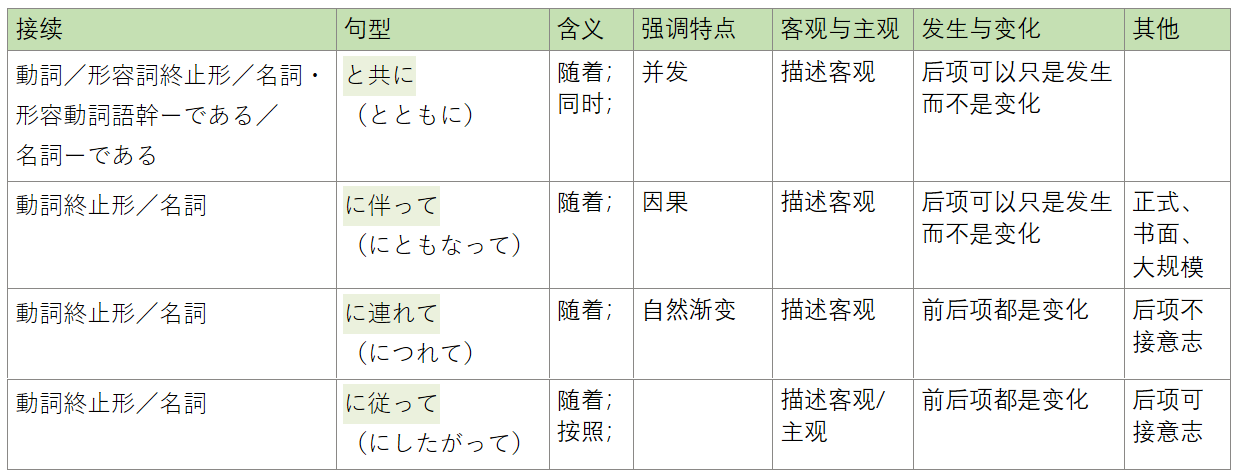 接续 句型 含义 强调特点 客观与主观 发生与变化 其他
動詞／形容詞終止形／名詞・
形容動詞語幹ーである／
名詞ーである
と共に
（とともに）
随着；
同时；
并发
描述客观
后项可以只是发生
而不是变化
動詞終止形／名詞
に伴って
（にともなって）
随着；
因果
描述客观
后项可以只是发生
而不是变化
正式、
书面、
大规模
動詞終止形／名詞
に連れて
（につれて）
随着；
自然渐变
描述客观
前后项都是变化
后项不
接意志
動詞終止形／名詞
に従って
（にしたがって）
随着；
按照；
描述客观/
主观
前后项都是变化
后项可
接意志